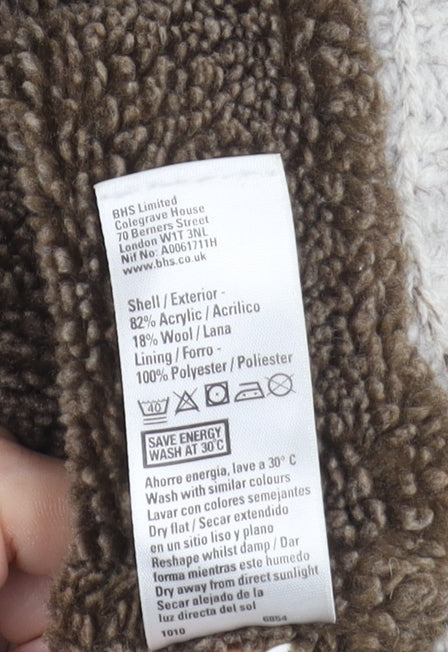 BHS Limited
Colegrave House
70 Berners Street
London W1T 3NL
Nif No: A0061711H
www.bhs.co.uk
Shell / Exterior -
82% Acrylic / Acrilico
18% Wool / Lana
Lining / Forro -
100% Polyester / Poliester
40
SAVE ENERGY
WASH AT 30°C
Ahorre energia, lave a 30° C
Wash with similar colours
Lavar con colores semejantes
Dry flat / Secar extendido
en un sitio liso y plano
Reshape whilst damp / Dar
forma mientras este humedo
Dry away from direct sunlight
Secar alejado de la
luz directa del sol
1010 6854